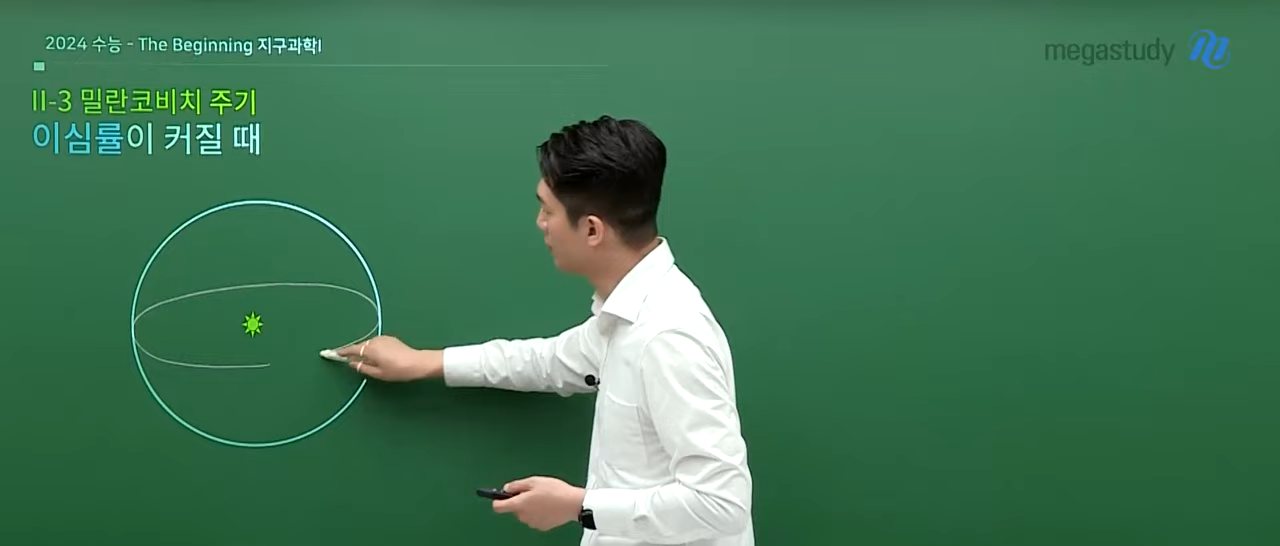 2024 수능 - The Beginning 지구과학I
megastudy
II-3 밀란코비치 주기
이심률이 커질 때